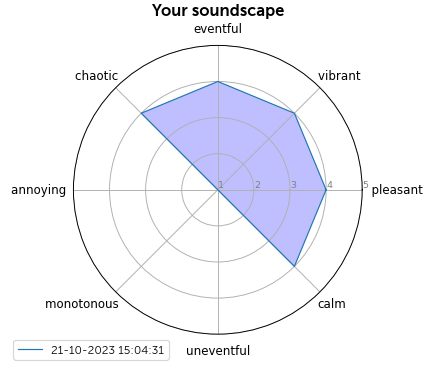 Your soundscape
eventful
chaotic
vibrant
annoying
1 2 3 4 5
pleasant
monotonous
calm
uneventful
21-10-2023 15:04:31